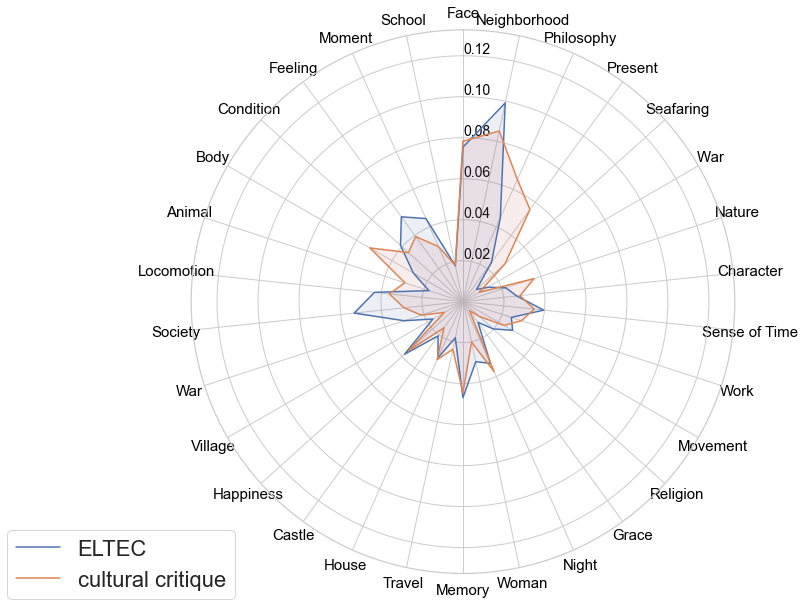 Face
Neighborhood
Philosophy
Present
Seafaring
War
Nature
Character
Sense of Time
Work
Movement
Religion
Grace
Night
Woman
Memory
Travel
House
Castle
Happiness
Village
War
Society
Locomotion
Animal
Body
Condition
Feeling
Moment
School
0.12
0.10
0.08
0.06
0.04
0.02
ELTEC
cultural critique